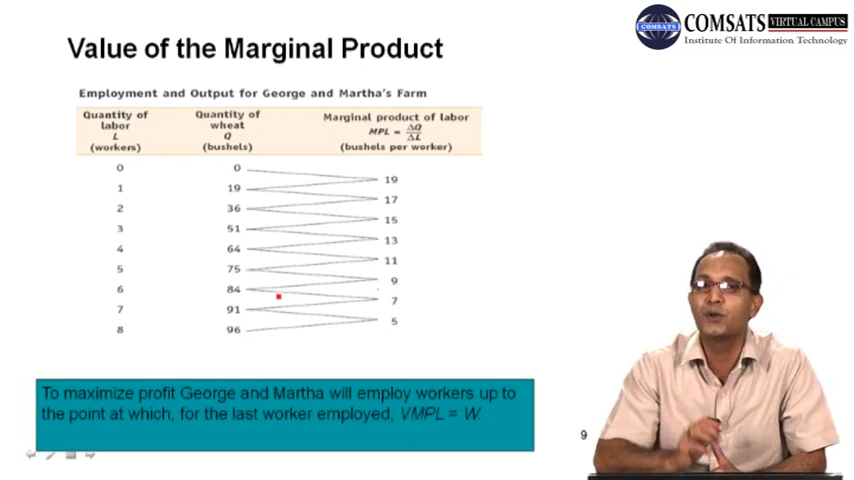 COMSATS VIRTUAL CAMPUS
Institute Of Information Technology
Value of the Marginal Product
Employment and Output for George and Martha's Farm
Quantity of labor L (workers)
Quantity of wheat Q (bushels)
Marginal product of labor MPL = ΔQ/ΔL (bushels per worker)
0 0
19
1 19
17
2 36
15
3 51
13
4 64
11
5 75
9
6 84
7
7 91
5
8 96
To maximize profit George and Martha will employ workers up to
the point at which, for the last worker employed, VMPL = W.
9